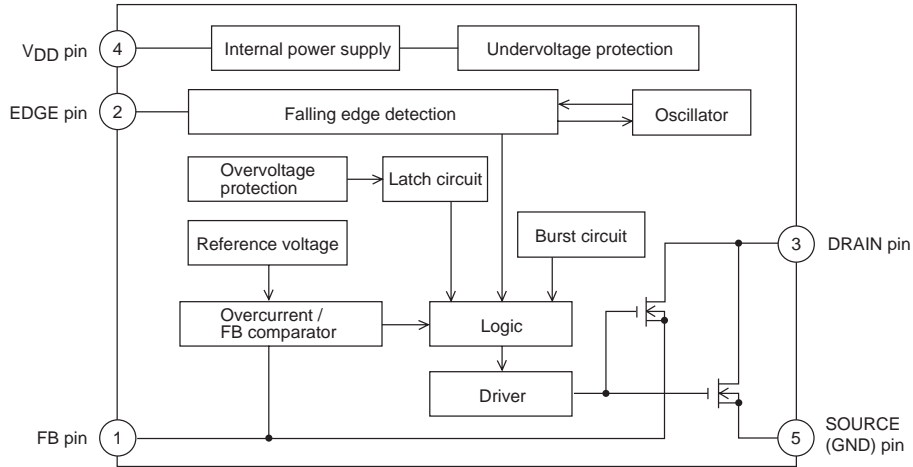 VDD pin
4
Internal power supply
Undervoltage protection
EDGE pin
2
Falling edge detection
Oscillator
Overvoltage
protection
Latch circuit
Reference voltage
Burst circuit
3
DRAIN pin
Overcurrent /
FB comparator
Logic
Driver
FB pin
1
5
SOURCE
(GND) pin